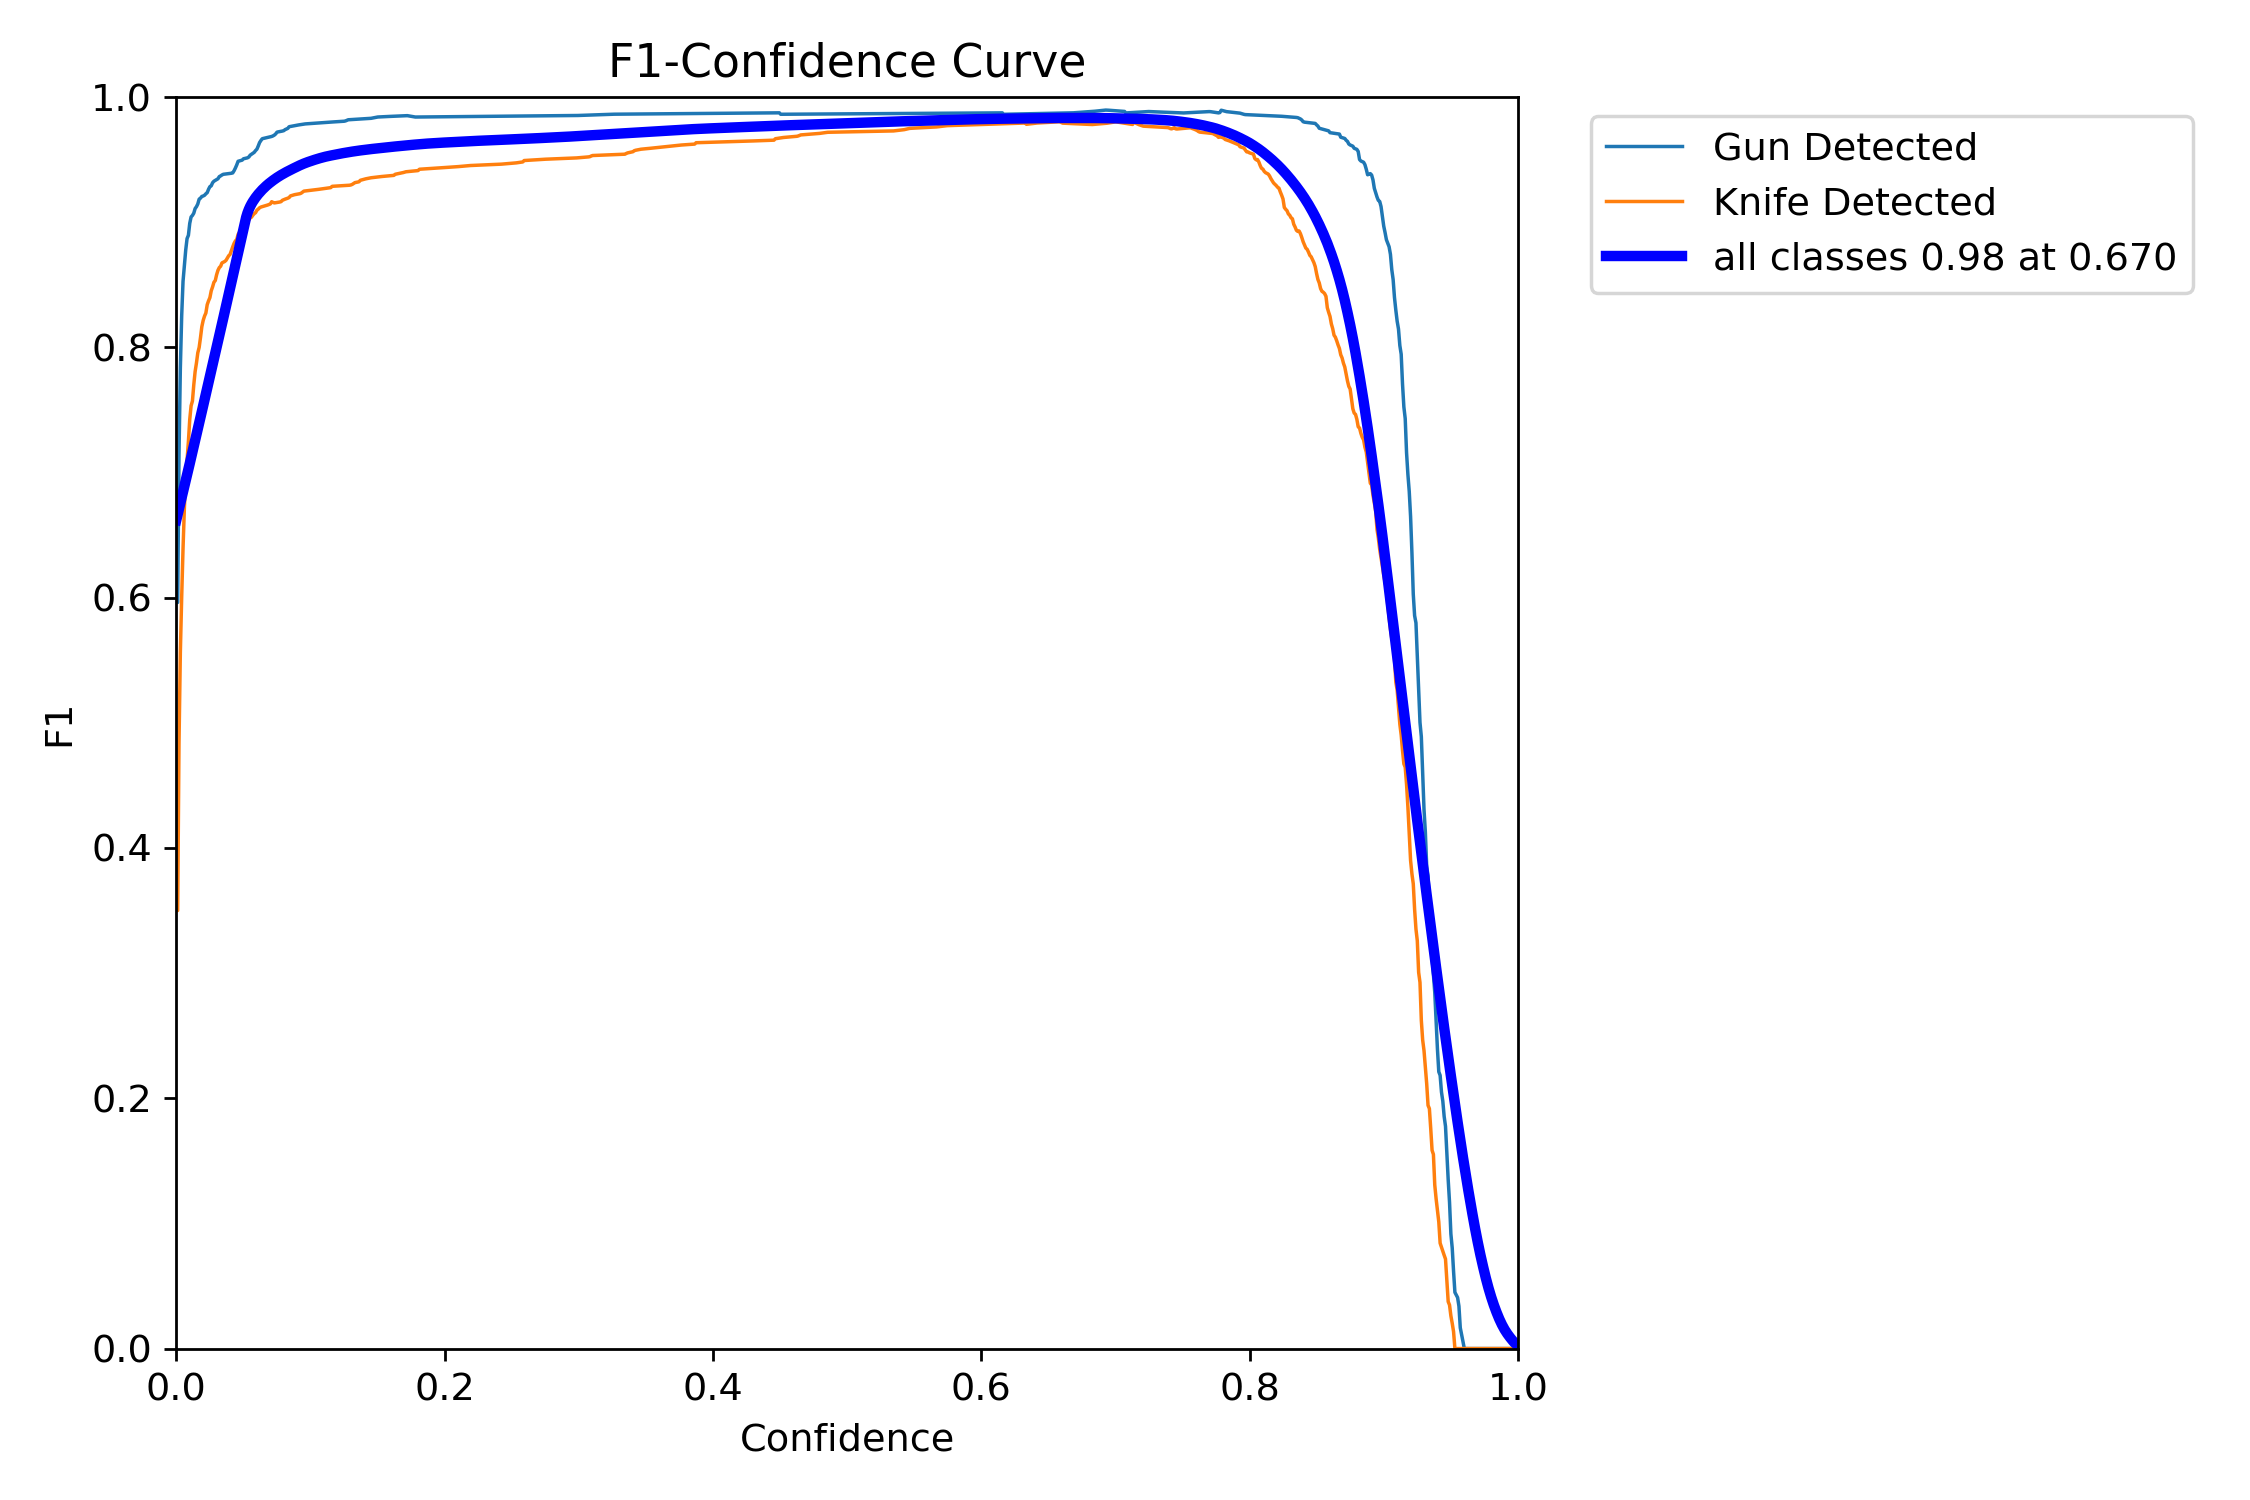 F1-Confidence Curve
1.0
0.8
0.6
0.4
0.2
0.0
F1
0.0 0.2 0.4 0.6 0.8 1.0
Confidence
Gun Detected
Knife Detected
all classes 0.98 at 0.670